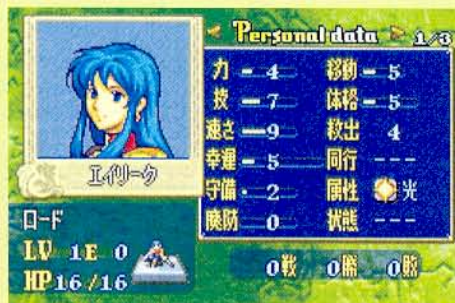 Personal data 1/3
力 4 移動 5
技 7 体格 5
速さ 9 救出 4
幸運 5 同行 ---
守備 2 属性 光
魔防 0 状態 ---
エイリーク
ロード
LV 1 E 0
HP 16/16
0戦 0勝 0敗